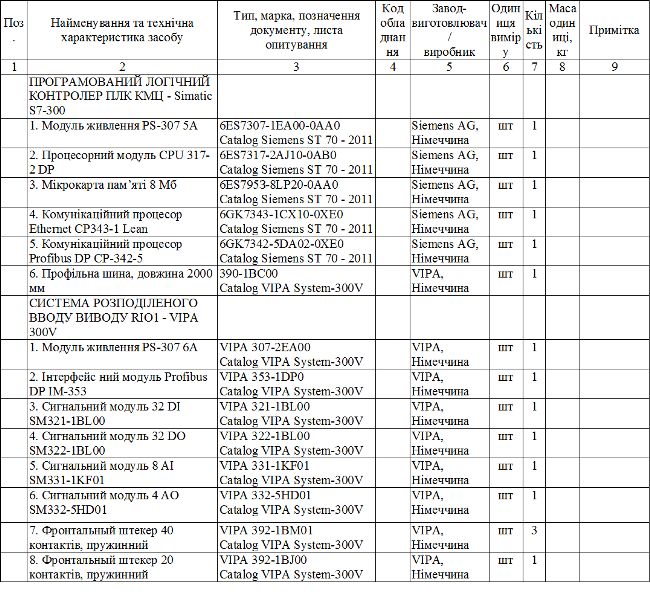 Поз.
Найменування та технічна характеристика засобу
Тип, марка, позначення документу, листа опитування
Код обладнання
Завод-виготовлювач/виробник
Одиниця виміру
Кількість
Маса одиниці, кг
Примітка
1 2 3 4 5 6 7 8 9
ПРОГРАМОВАНИЙ ЛОГІЧНИЙ
КОНТРОЛЕР ПЛК КМЦ - Simatic
S7-300
1. Модуль живлення PS-307 5А 6ES7307-1EA00-0AA0 Siemens AG, шт 1
Catalog Siemens ST 70 - 2011 Німеччина
2. Процесорний модуль CPU 317- 6ES7317-2AJ10-0AB0 Siemens AG, шт 1
2 DP Catalog Siemens ST 70 - 2011 Німеччина
3. Мікрокарта пам’яті 8 Мб 6ES7953-8LP20-0AA0 Siemens AG, шт 1
Catalog Siemens ST 70 - 2011 Німеччина
4. Комунікаційний процесор 6GK7343-1CX10-0XE0 Siemens AG, шт 1
Ethernet CP343-1 Lean Catalog Siemens ST 70 - 2011 Німеччина
5. Комунікаційний процесор 6GK7342-5DA02-0XE0 Siemens AG, шт 1
Profibus DP CP-342-5 Catalog Siemens ST 70 - 2011 Німеччина
6. Профільна шина, довжина 2000 390-1BC00 VIPA, шт 1
мм Catalog VIPA System-300V Німеччина
СИСТЕМА РОЗПОДІЛЕНОГО
ВВОДУ ВИВОДУ RIO1 - VIPA
300V
1. Модуль живлення PS-307 6А VIPA 307-2EA00 VIPA, шт 1
Catalog VIPA System-300V Німеччина
2. Інтерфейс ний модуль Profibus VIPA 353-1DP0 VIPA, шт 1
DP IM-353 Catalog VIPA System-300V Німеччина
3. Сигнальний модуль 32 DI VIPA 321-1BL00 VIPA, шт 1
SM321-1BL00 Catalog VIPA System-300V Німеччина
4. Сигнальний модуль 32 DO VIPA 322-1BL00 VIPA, шт 1
SM322-1BL00 Catalog VIPA System-300V Німеччина
5. Сигнальний модуль 8 AI VIPA 331-1KF01 VIPA, шт 1
SM331-1KF01 Catalog VIPA System-300V Німеччина
6. Сигнальний модуль 4 AO VIPA 332-5HD01 VIPA, шт 1
SM332-5HD01 Catalog VIPA System-300V Німеччина
7. Фронтальный штекер 40 VIPA 392-1BM01 VIPA, шт 3
контактів, пружинний Catalog VIPA System-300V Німеччина
8. Фронтальный штекер 20 VIPA 392-1BJ00 VIPA, шт 1
контактів, пружинний Catalog VIPA System-300V Німеччина